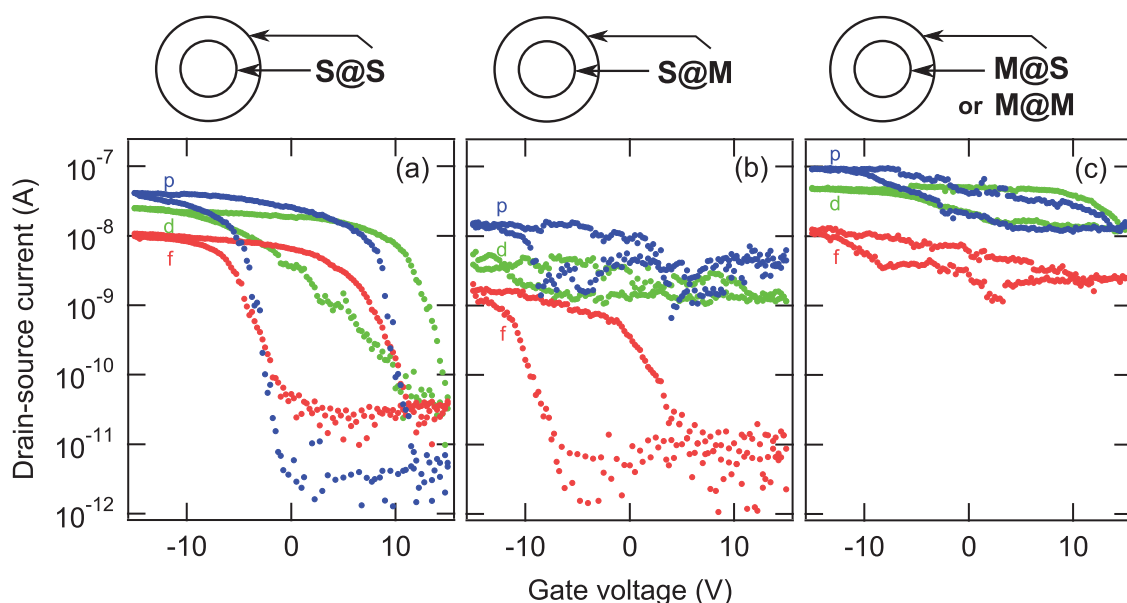 S@S
S@M
M@S
or M@M
Drain-source current (A)
10-7
10-8
10-9
10-10
10-11
10-12
(a)
p
d
f
(b)
p
d
f
(c)
p
d
f
-10 0 10
-10 0 10
-10 0 10
Gate voltage (V)